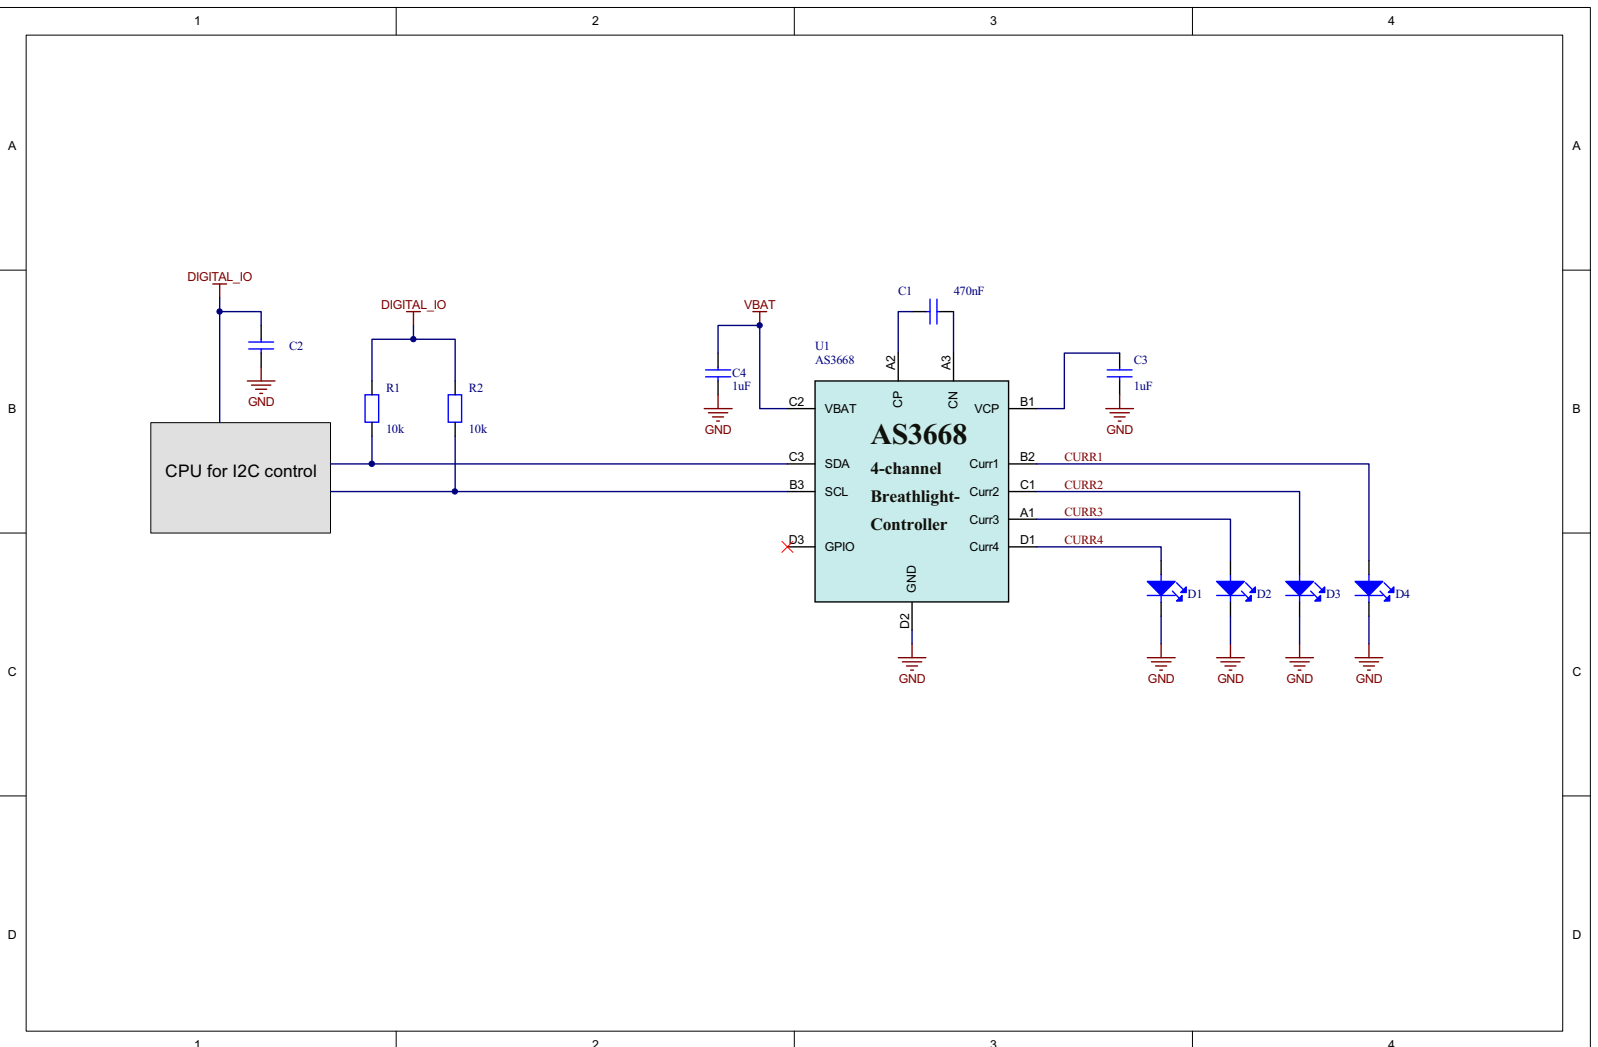 1 2 3 4
A A
DIGITAL_IO
DIGITAL_IO
VBAT
C1 470nF
C2
GND
R1
10k
R2
10k
C4
1uF
GND
U1
AS3668
A2
A3
C3
1uF
GND
B B
CPU for I2C control
C2 VBAT
CP
CN
VCP B1
AS3668
4-channel
Breathlight-
Controller
C3 SDA
B3 SCL
D3 GPIO
Curr1 B2 CURR1
Curr2 C1 CURR2
Curr3 A1 CURR3
Curr4 D1 CURR4
GND
D2
GND
D1 D2 D3 D4
GND GND GND GND
C C
D D
1 2 3 4